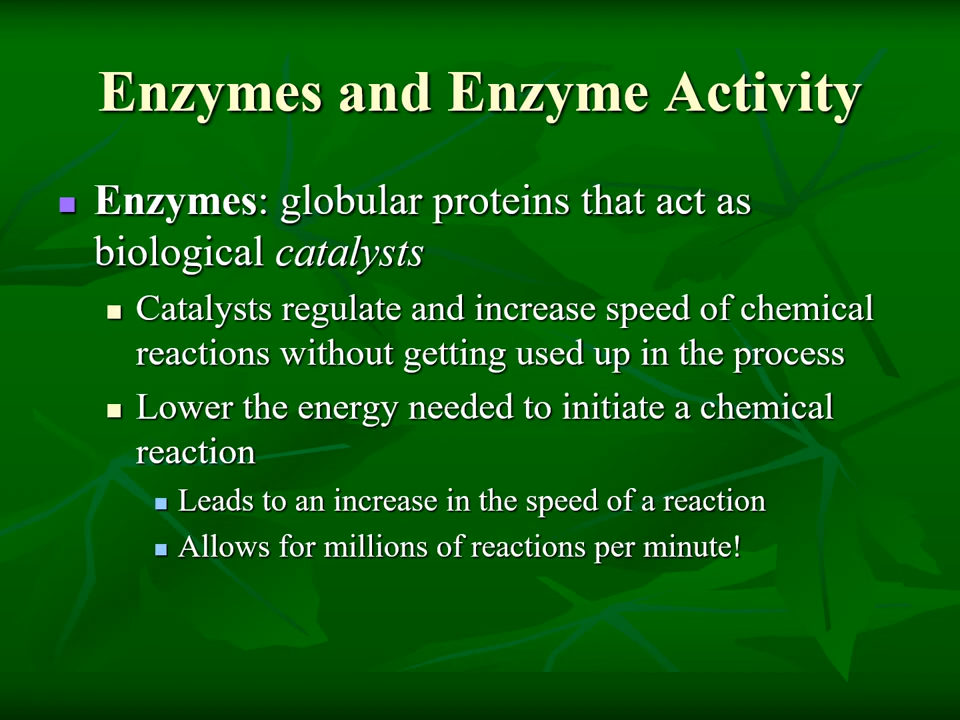 Enzymes and Enzyme Activity
Enzymes: globular proteins that act as
biological catalysts
Catalysts regulate and increase speed of chemical
reactions without getting used up in the process
Lower the energy needed to initiate a chemical
reaction
Leads to an increase in the speed of a reaction
Allows for millions of reactions per minute!